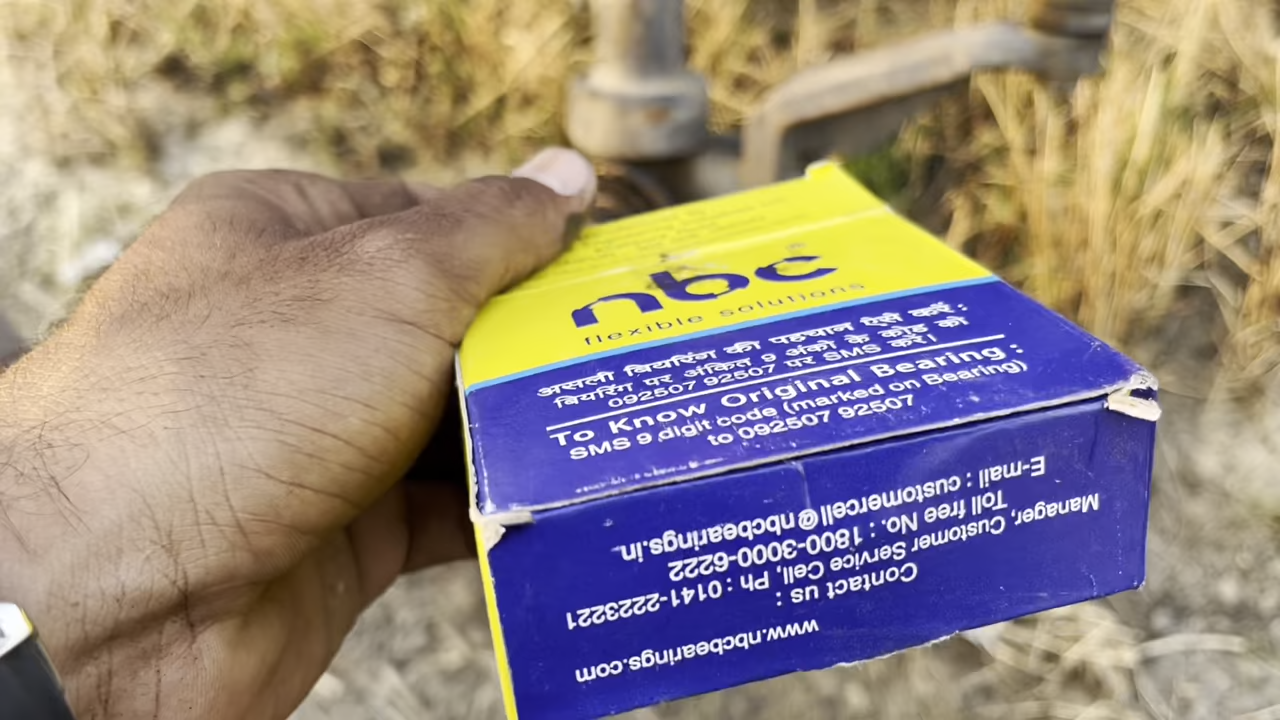 nbc
flexible solutions
असली बियरिंग की पहचान ऐसे करें :
बियरिंग पर अंकित 9 अंको के कोड को
092507 92507 पर SMS करें।
To Know Original Bearing :
SMS 9 digit code (marked on Bearing)
to 092507 92507
www.nbcbearings.com
Contact us :
Manager, Customer Service Cell, Ph : 0141-2223221
Toll free No. : 1800-3000-6222
E-mail : customercell@nbcbearings.in